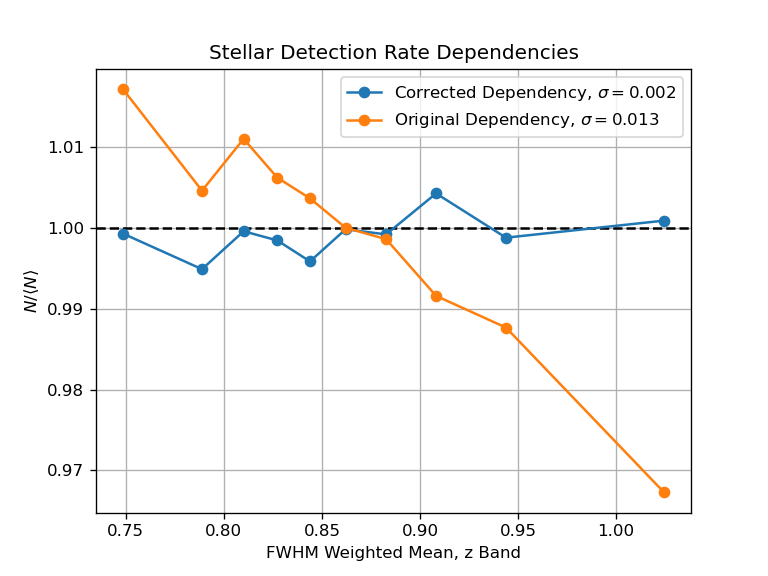 Stellar Detection Rate Dependencies
Corrected Dependency, σ = 0.002
Original Dependency, σ = 0.013
1.01
1.00
0.99
0.98
0.97
N/⟨N⟩
0.75 0.80 0.85 0.90 0.95 1.00
FWHM Weighted Mean, z Band